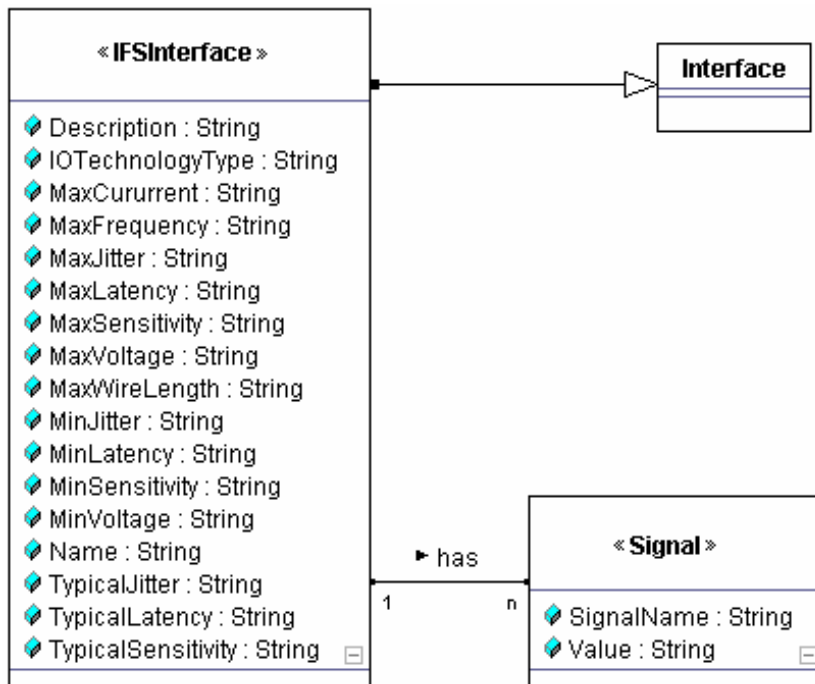 «IFSInterface»
Interface
Description : String
IOTechnologyType : String
MaxCururrent : String
MaxFrequency : String
MaxJitter : String
MaxLatency : String
MaxSensitivity : String
MaxVoltage : String
MaxWireLength : String
MinJitter : String
MinLatency : String
MinSensitivity : String
MinVoltage : String
Name : String
TypicalJitter : String
TypicalLatency : String
TypicalSensitivity : String
has
1
n
«Signal»
SignalName : String
Value : String